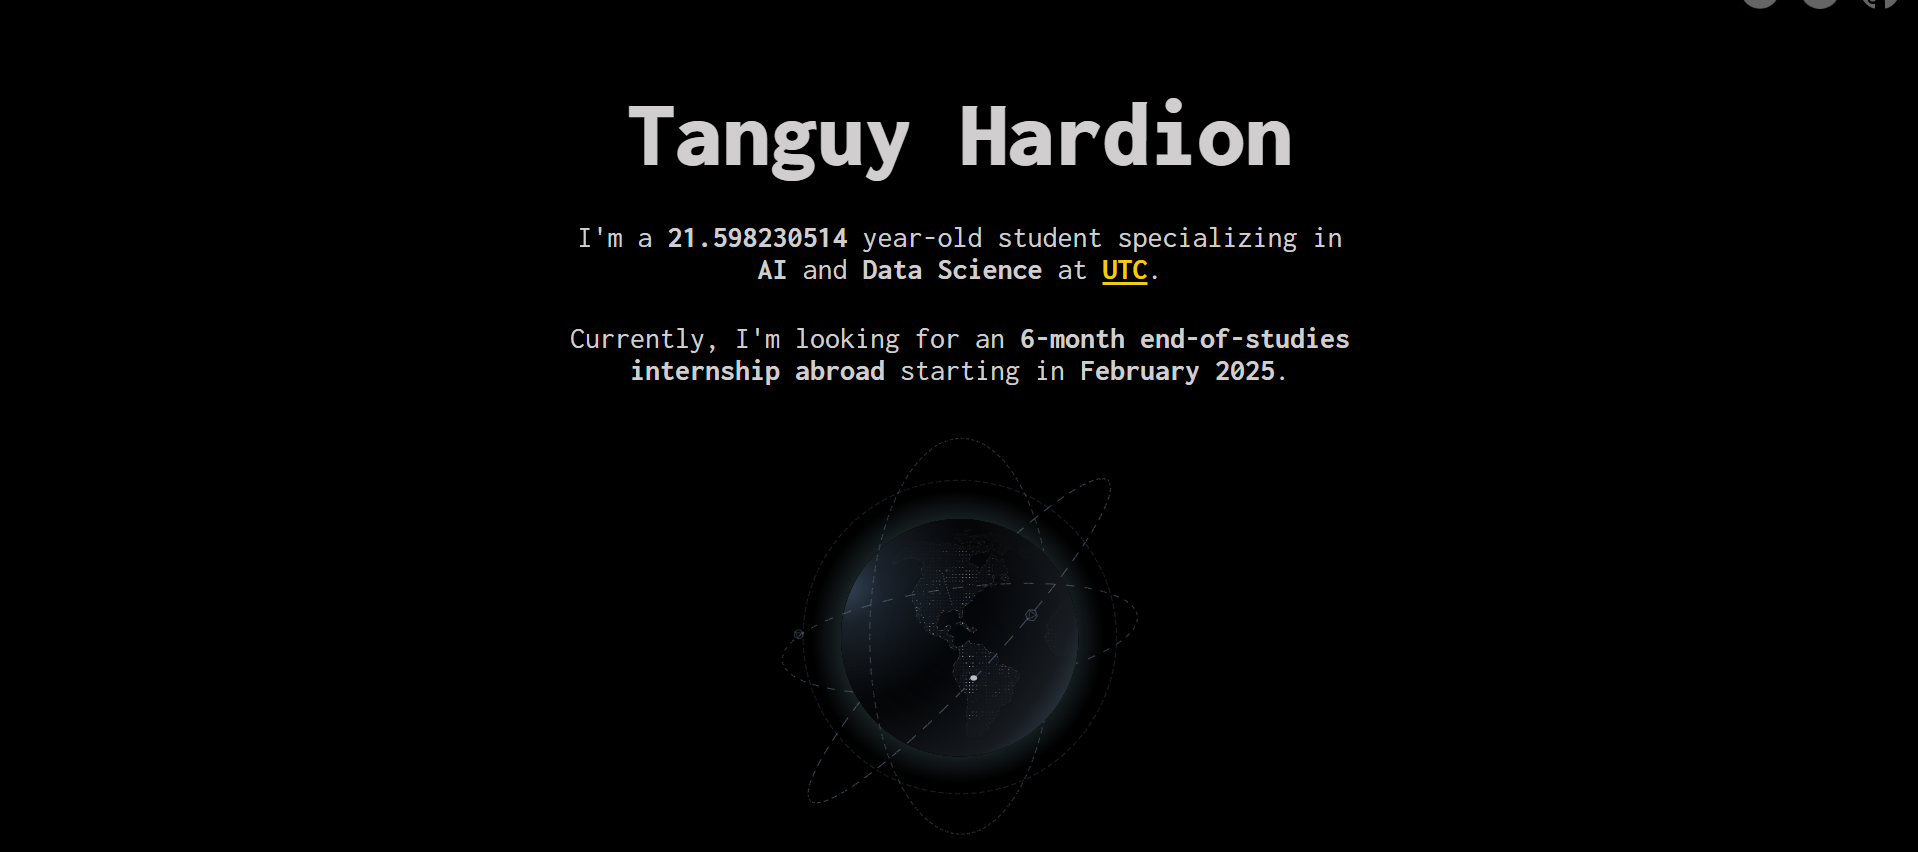 Tanguy Hardion
I'm a 21.598230514 year-old student specializing in
AI and Data Science at UTC.
Currently, I'm looking for an 6-month end-of-studies
internship abroad starting in February 2025.